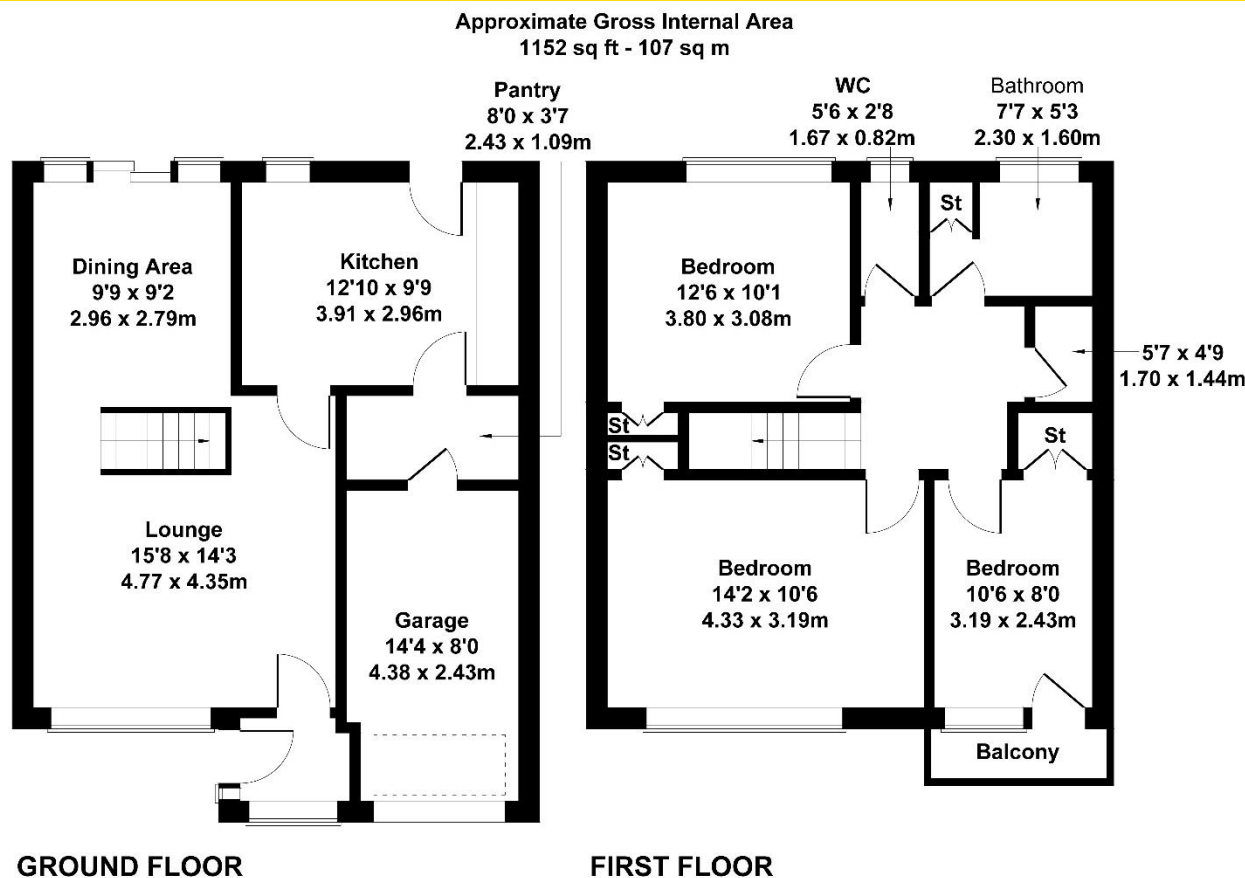 Approximate Gross Internal Area
1152 sq ft - 107 sq m
Pantry
8'0 x 3'7
2.43 x 1.09m
Dining Area
9'9 x 9'2
2.96 x 2.79m
Kitchen
12'10 x 9'9
3.91 x 2.96m
Lounge
15'8 x 14'3
4.77 x 4.35m
Garage
14'4 x 8'0
4.38 x 2.43m
GROUND FLOOR
WC
5'6 x 2'8
1.67 x 0.82m
Bathroom
7'7 x 5'3
2.30 x 1.60m
St
Bedroom
12'6 x 10'1
3.80 x 3.08m
5'7 x 4'9
1.70 x 1.44m
St
St
St
Bedroom
14'2 x 10'6
4.33 x 3.19m
Bedroom
10'6 x 8'0
3.19 x 2.43m
Balcony
FIRST FLOOR